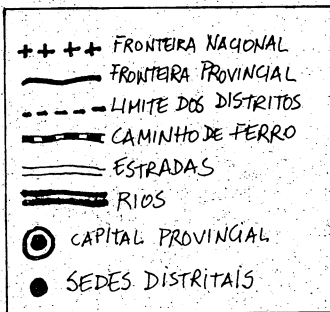 FRONTEIRA NACIONAL
FRONTEIRA PROVINCIAL
LIMITE DOS DISTRITOS
CAMINHO DE FERRO
ESTRADAS
RIOS
CAPITAL PROVINCIAL
SEDES DISTRITAIS